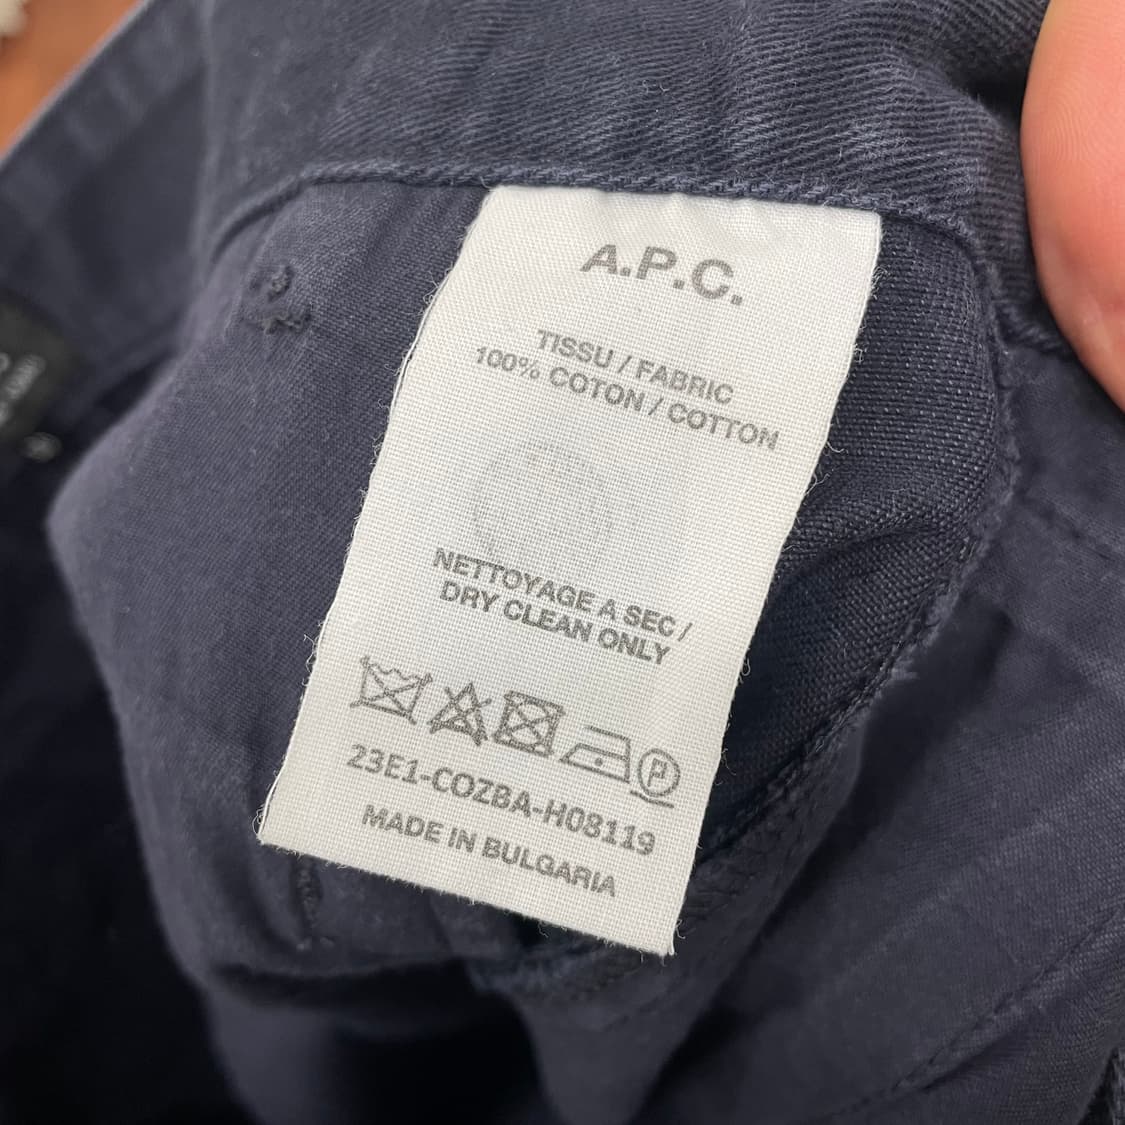 A.P.C.
TISSU / FABRIC
100% COTON / COTTON
NETTOYAGE A SEC /
DRY CLEAN ONLY
P
23E1-COZBA-H08119
MADE IN BULGARIA